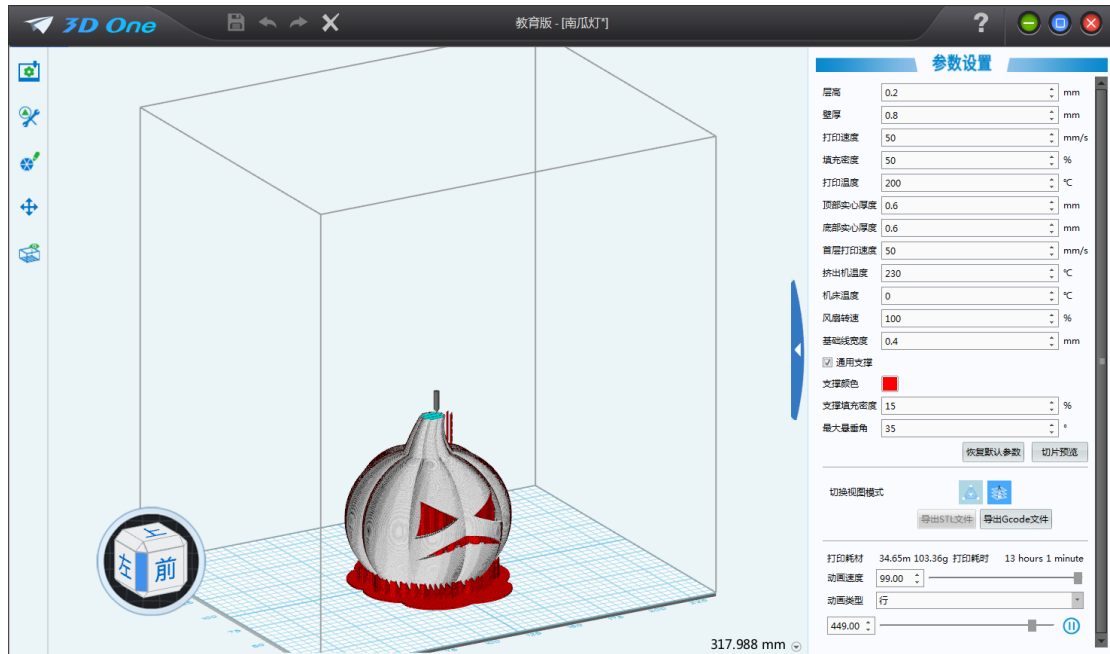 3D One
教育版 - [南瓜灯*]
?
参数设置
层高 0.2 mm
壁厚 0.8 mm
打印速度 50 mm/s
填充密度 50 %
打印温度 200 ℃
顶部实心厚度 0.6 mm
底部实心厚度 0.6 mm
首层打印速度 50 mm/s
挤出机温度 230 ℃
机床温度 0 ℃
风扇转速 100 %
基础线宽度 0.4 mm
通用支撑
支撑颜色
支撑填充密度 15 %
最大悬垂角 35 °
恢复默认参数 切片预览
切换视图模式
导出STL文件 导出Gcode文件
打印耗材 34.65m 103.36g 打印耗时 13 hours 1 minute
动画速度 99.00
动画类型 行
449.00
上
左 前
317.988 mm